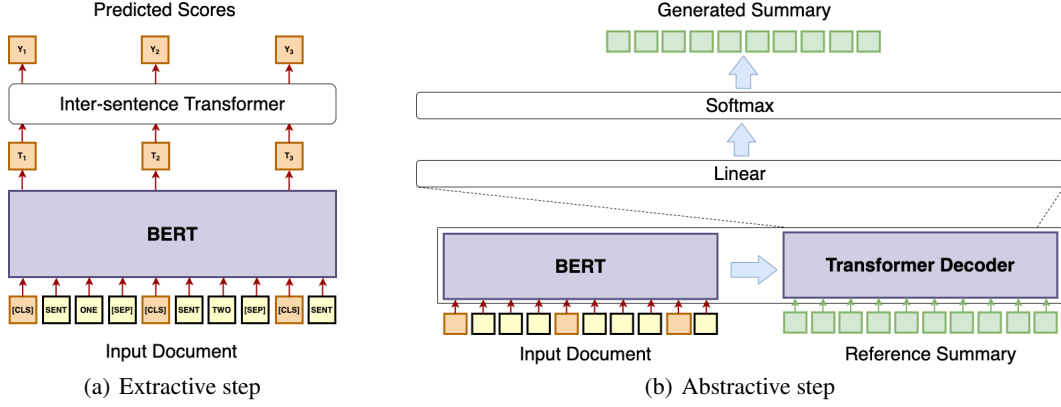 Predicted Scores
Y1 Y2 Y3
Inter-sentence Transformer
T1 T2 T3
BERT
[CLS] SENT ONE [SEP] [CLS] SENT TWO [SEP] [CLS] SENT
Input Document
(a) Extractive step
Generated Summary
Softmax
Linear
BERT
Transformer Decoder
Input Document
Reference Summary
(b) Abstractive step